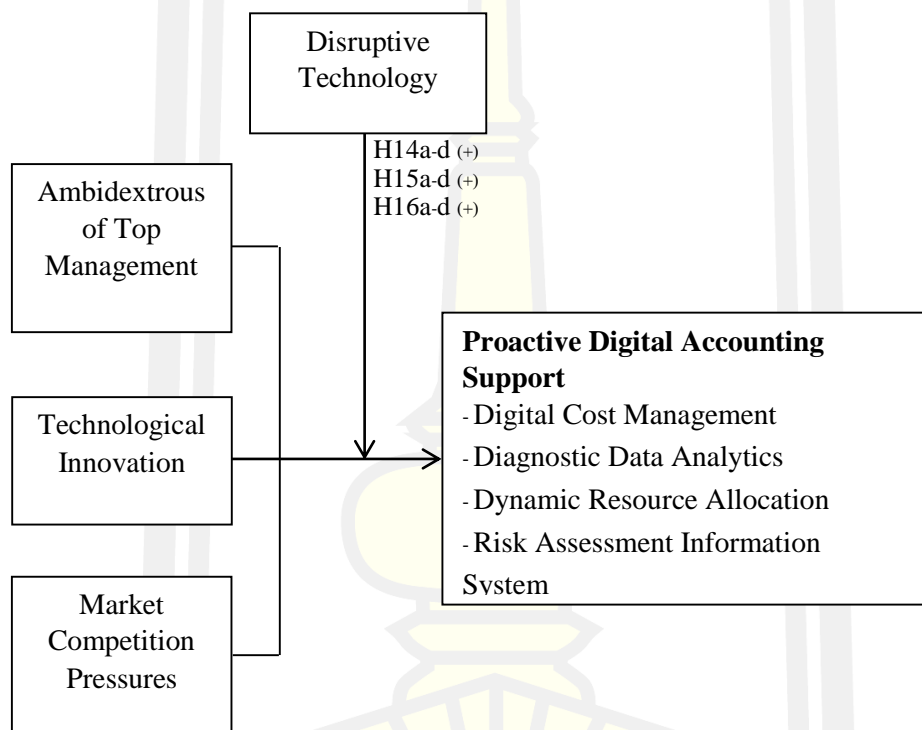 Disruptive
Technology
H14a-d (+)
H15a-d (+)
H16a-d (+)
Ambidextrous
of Top
Management
Technological
Innovation
Market
Competition
Pressures
Proactive Digital Accounting
Support
- Digital Cost Management
- Diagnostic Data Analytics
- Dynamic Resource Allocation
- Risk Assessment Information
System